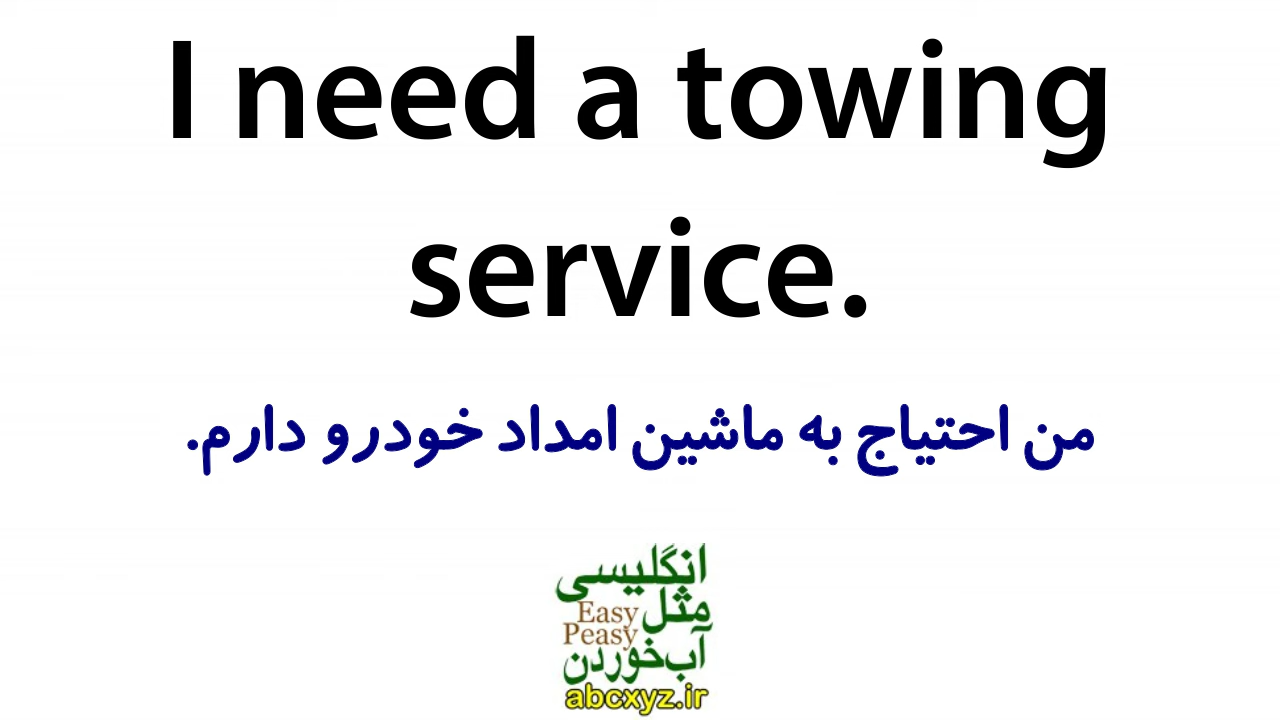 I need a towing
service.
من احتیاج به ماشین امداد خودرو دارم.
انگلیسی
مثل
Easy
Peasy
آب خوردن
abcxyz.ir